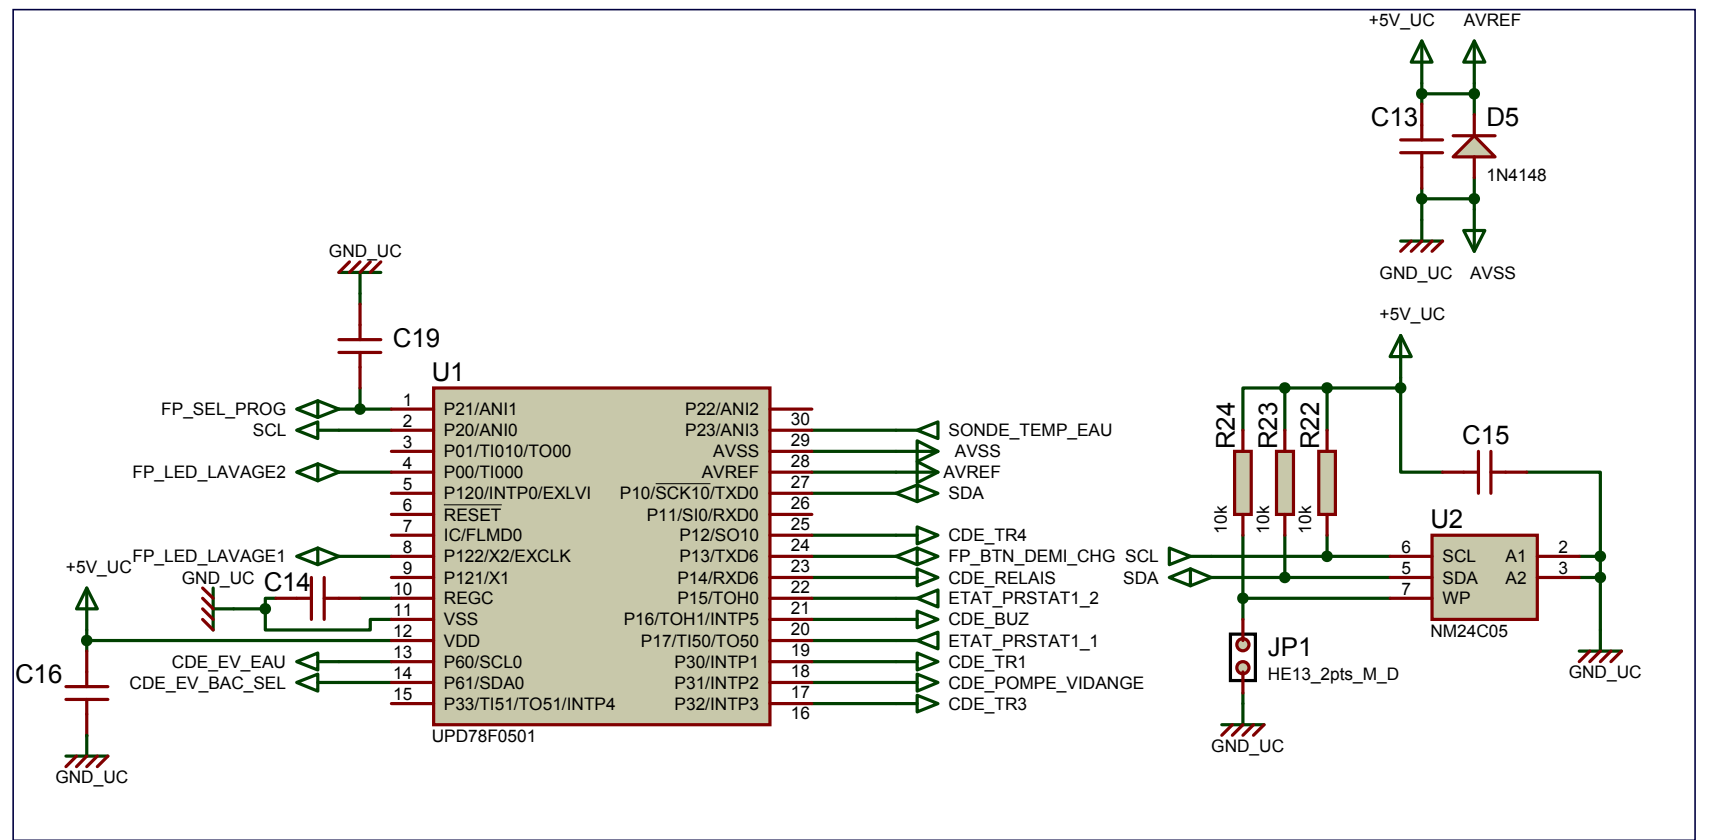 +5V_UC AVREF
C13 D5
1N4148
GND_UC AVSS
GND_UC
C19
+5V_UC
U1
FP_SEL_PROG 1 P21/ANI1 P22/ANI2 30
SCL 2 P20/ANI0 P23/ANI3 29 SONDE_TEMP_EAU
3 P01/TI010/TO00 AVSS 28 AVSS
FP_LED_LAVAGE2 4 P00/TI000 AVREF 27 AVREF
5 P120/INTP0/EXLVI P10/SCK10/TXD0 26 SDA
6 RESET P11/SI0/RXD0 25
7 IC/FLMD0 P12/SO10 24 CDE_TR4
FP_LED_LAVAGE1 8 P122/X2/EXCLK P13/TXD6 23 FP_BTN_DEMI_CHG
9 P121/X1 P14/RXD6 22 CDE_RELAIS
10 REGC P15/TOH0 21 ETAT_PRSTAT1_2
11 VSS P16/TOH1/INTP5 20 CDE_BUZ
12 VDD P17/TI50/TO50 19 ETAT_PRSTAT1_1
CDE_EV_EAU 13 P60/SCL0 P30/INTP1 18 CDE_TR1
CDE_EV_BAC_SEL 14 P61/SDA0 P31/INTP2 17 CDE_POMPE_VIDANGE
15 P33/TI51/TO51/INTP4 P32/INTP3 16 CDE_TR3
UPD78F0501
+5V_UC
GND_UC
C14
C16
GND_UC
R24 R23 R22
10k 10k 10k
C15
U2
SCL 6 SCL A1 2
SDA 5 SDA A2 3
7 WP
NM24C05
JP1
HE13_2pts_M_D
GND_UC
GND_UC